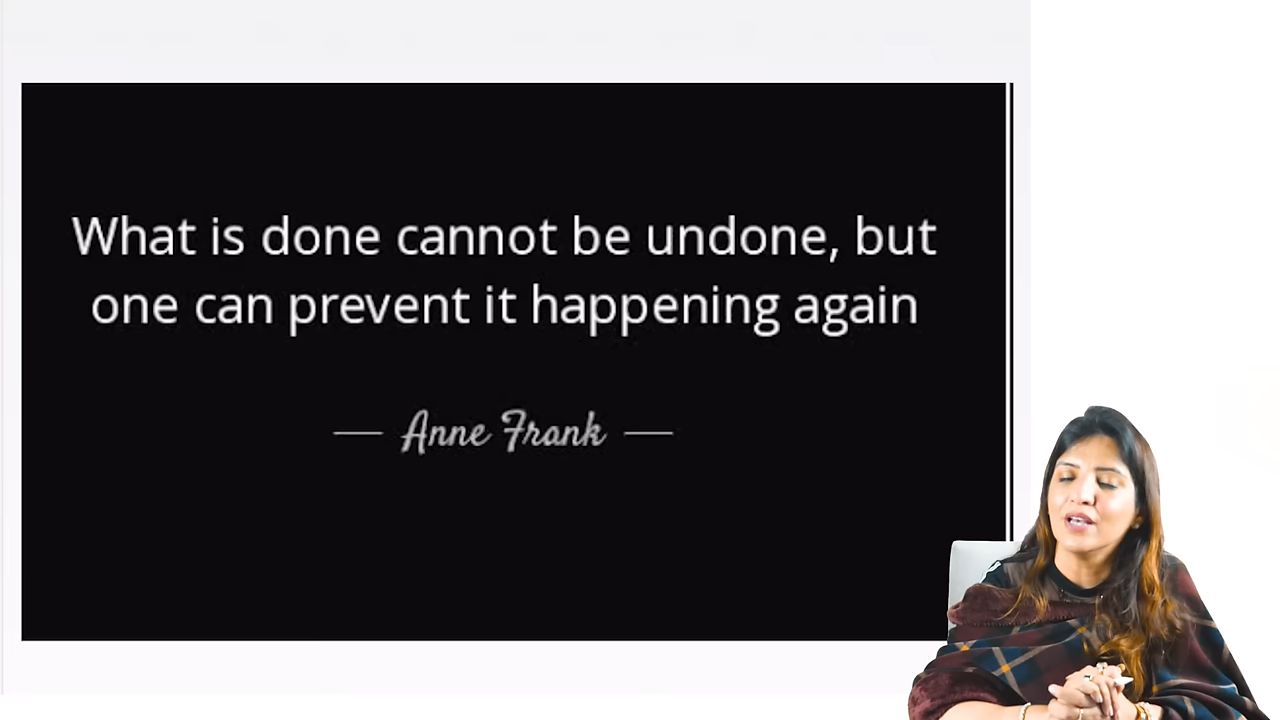 What is done cannot be undone, but
one can prevent it happening again
— Anne Frank —